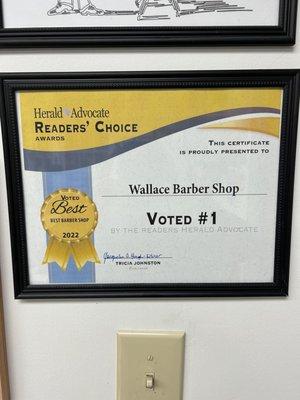 Herald Advocate
READERS' CHOICE
AWARDS
THIS CERTIFICATE
IS PROUDLY PRESENTED TO
Wallace Barber Shop
VOTED #1
BY THE READERS HERALD ADVOCATE
VOTED
Best
BEST BARBER SHOP
2022
TRICIA JOHNSTON